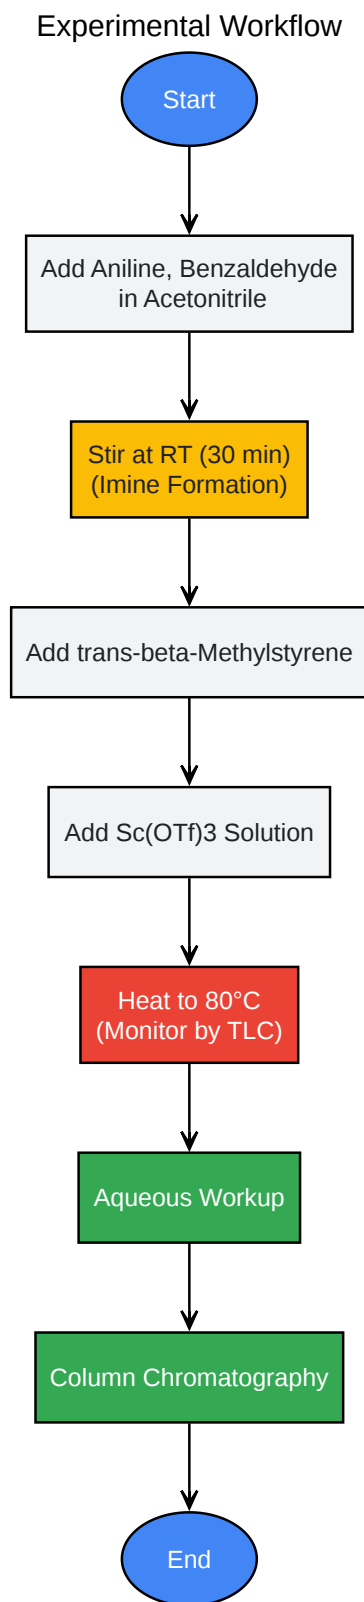 Experimental Workflow
Start
Add Aniline, Benzaldehyde
in Acetonitrile
Stir at RT (30 min)
(Imine Formation)
Add trans-beta-Methylstyrene
Add Sc(OTf)3 Solution
Heat to 80°C
(Monitor by TLC)
Aqueous Workup
Column Chromatography
End